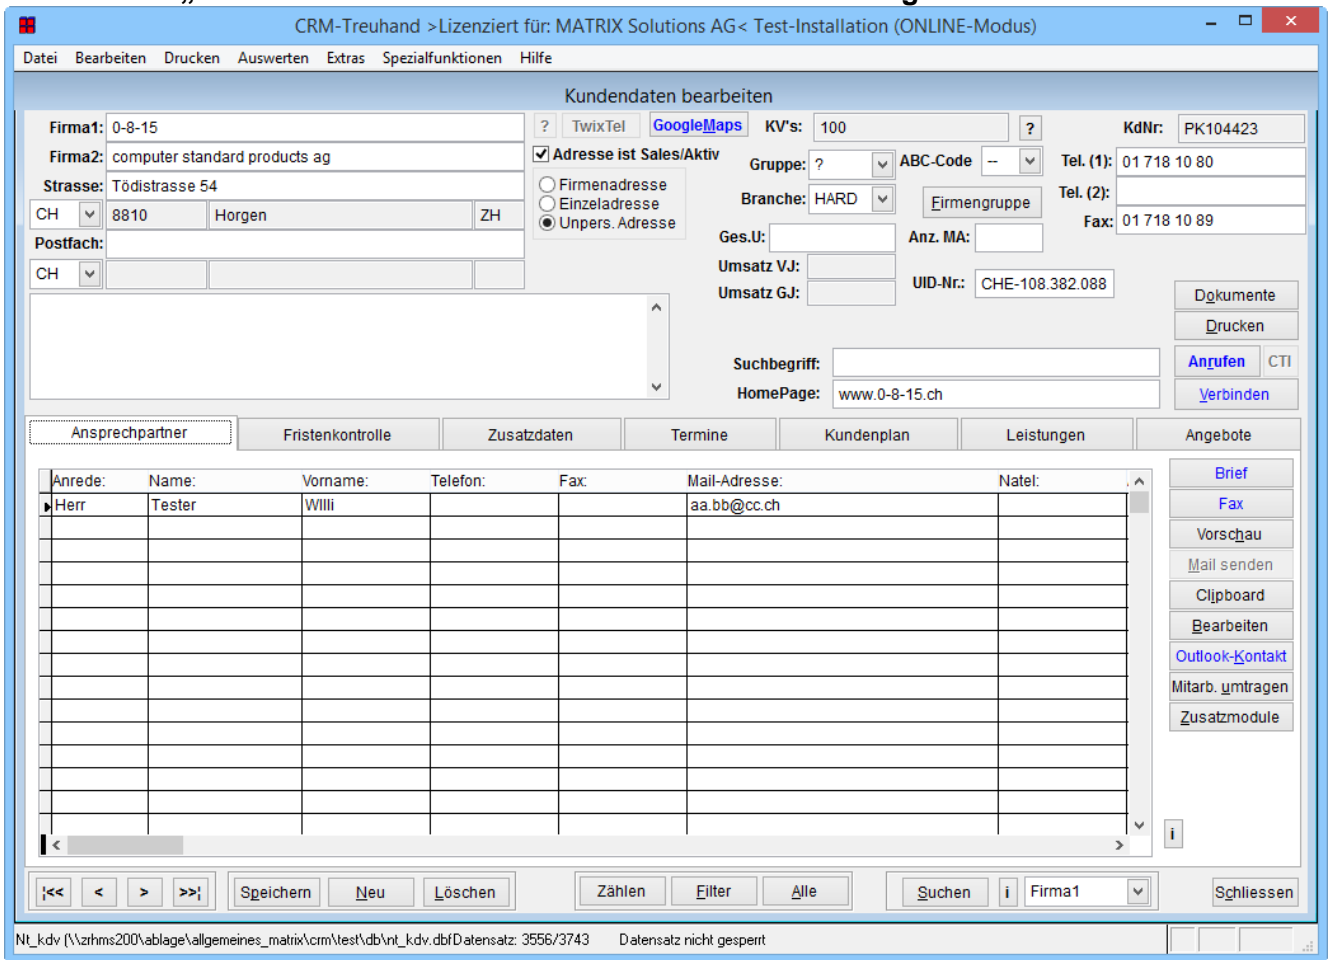 CRM-Treuhand >Lizenziert für: MATRIX Solutions AG< Test-Installation (ONLINE-Modus)
Datei Bearbeiten Drucken Auswerten Extras Spezialfunktionen Hilfe
Kundendaten bearbeiten
Firma1: 0-8-15 ? TwixTel GoogleMaps KV's: 100 ? KdNr: PK104423
Firma2: computer standard products ag Adresse ist Sales/Aktiv Gruppe: ? ABC-Code -- Tel. (1): 01 718 10 80
Strasse: Tödistrasse 54 Firmenadresse Branche: HARD Firmengruppe Tel. (2):
Einzeladresse
CH 8810 Horgen ZH Unpers. Adresse Fax: 01 718 10 89
Postfach: Ges.U: Anz. MA:
CH Umsatz VJ:
UID-Nr.: CHE-108.382.088
Umsatz GJ: Dokumente
Drucken
Suchbegriff: Anrufen CTI
HomePage: www.0-8-15.ch Verbinden
Ansprechpartner Fristenkontrolle Zusatzdaten Termine Kundenplan Leistungen Angebote
Anrede: Name: Vorname: Telefon: Fax: Mail-Adresse: Natel:
Herr Tester WIlli aa.bb@cc.ch
Brief
Fax
Vorschau
Mail senden
Clipboard
Bearbeiten
Outlook-Kontakt
Mitarb. umtragen
Zusatzmodule
i
¦<< < > >>¦ Speichern Neu Löschen Zählen Filter Alle Suchen i Firma1 Schliessen
Nt_kdv (\\zrhms200\ablage\allgemeines_matrix\crm\test\db\nt_kdv.dbf Datensatz: 3556/3743 Datensatz nicht gesperrt